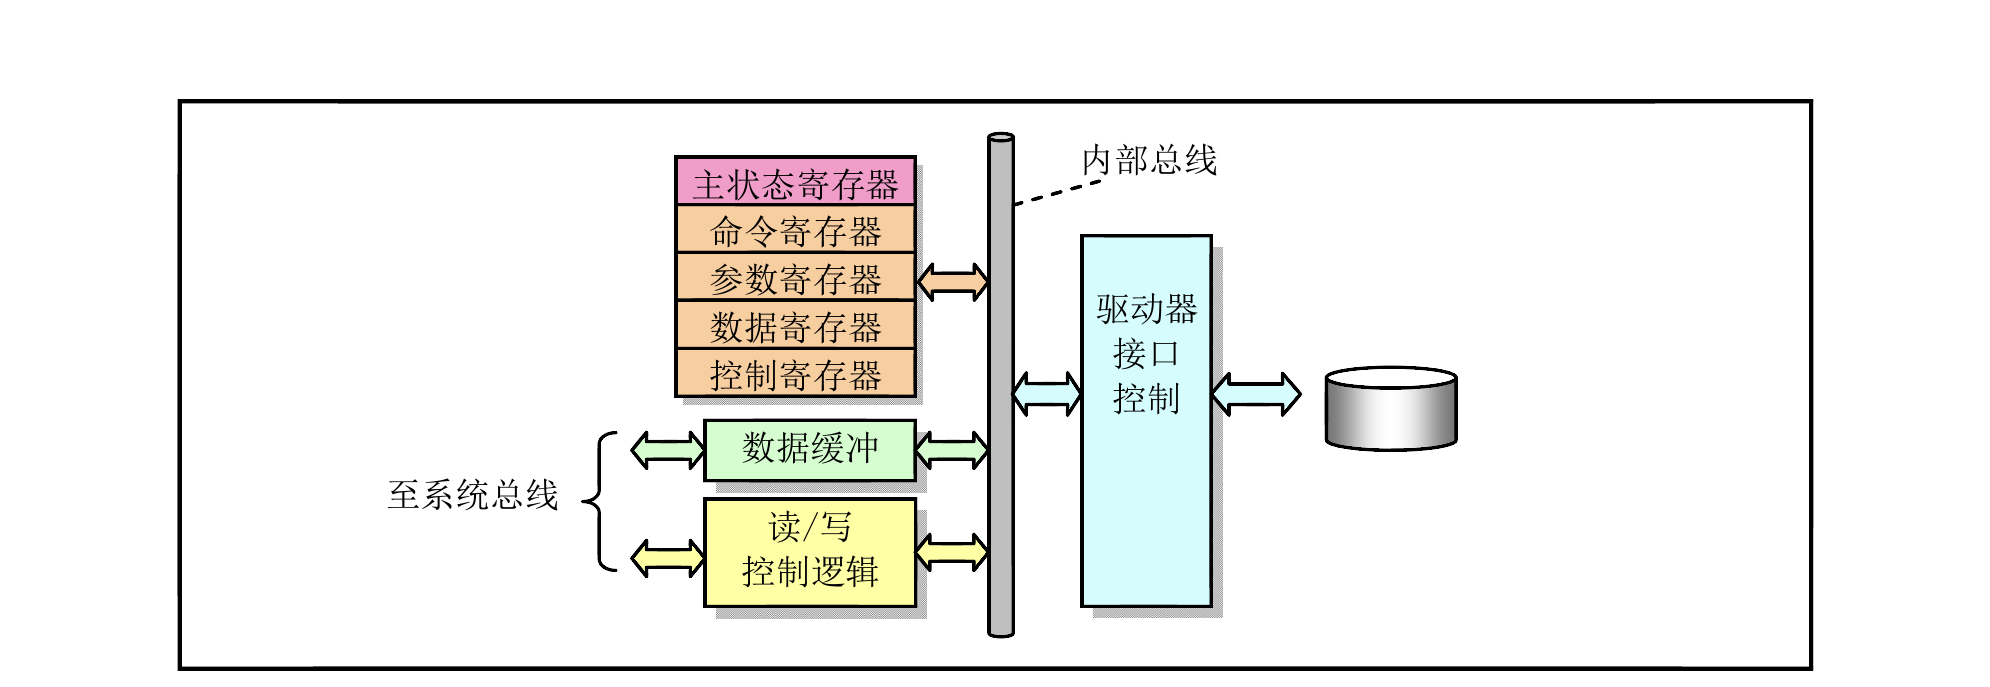 内部总线
主状态寄存器
命令寄存器
参数寄存器
数据寄存器
控制寄存器
驱动器
接口
控制
数据缓冲
至系统总线
读/写
控制逻辑